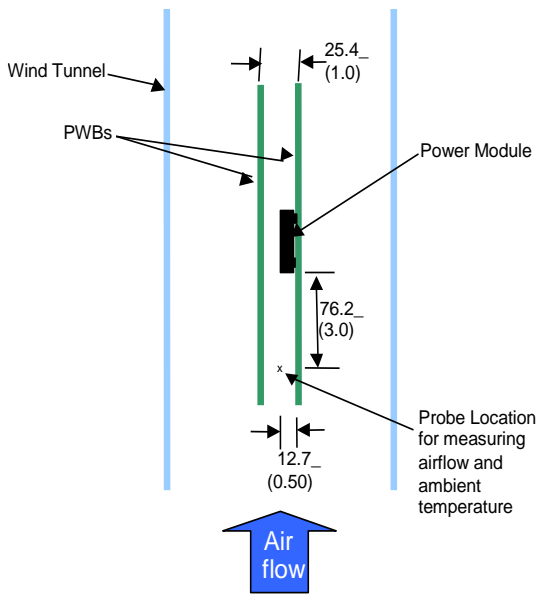 25.4_
(1.0)
Wind Tunnel
PWBs
Power Module
76.2_
(3.0)
x
Probe Location
for measuring
airflow and
ambient
temperature
12.7_
(0.50)
Air
flow